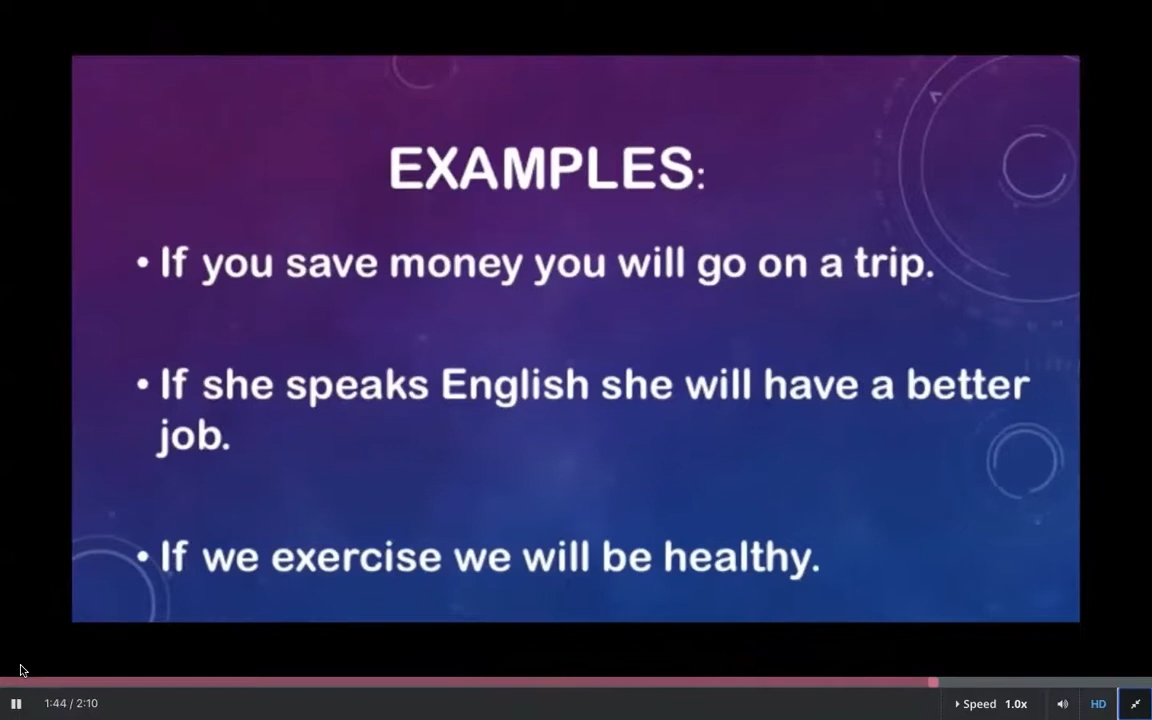 EXAMPLES:
• If you save money you will go on a trip.
• If she speaks English she will have a better
job.
• If we exercise we will be healthy.
1:44 / 2:10
Speed 1.0x
HD